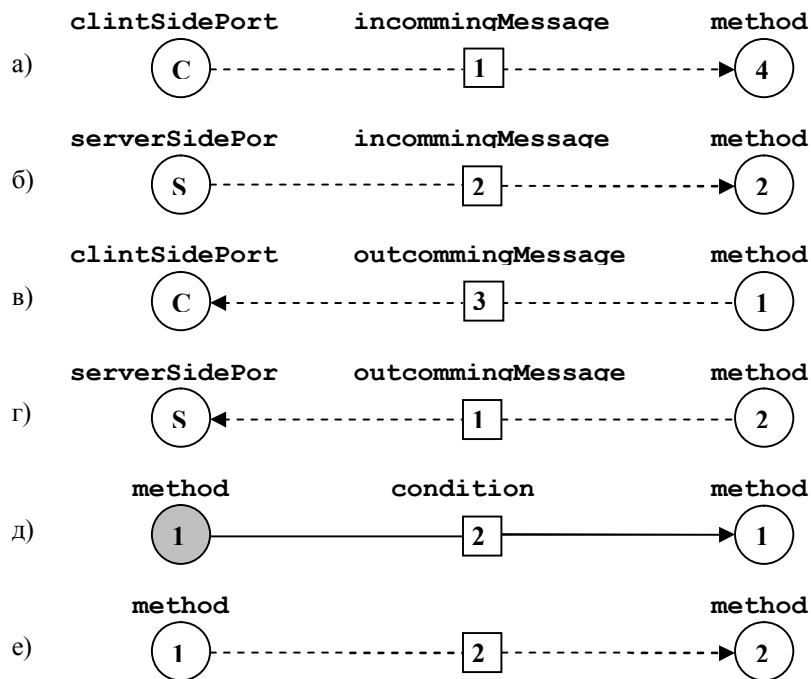 clintSidePort incommingMessage method
а) C 1 4
serverSidePor incommingMessage method
б) S 2 2
clintSidePort outcommingMessage method
в) C 3 1
serverSidePor outcommingMessage method
г) S 1 2
method condition method
д) 1 2 1
method method
е) 1 2 2